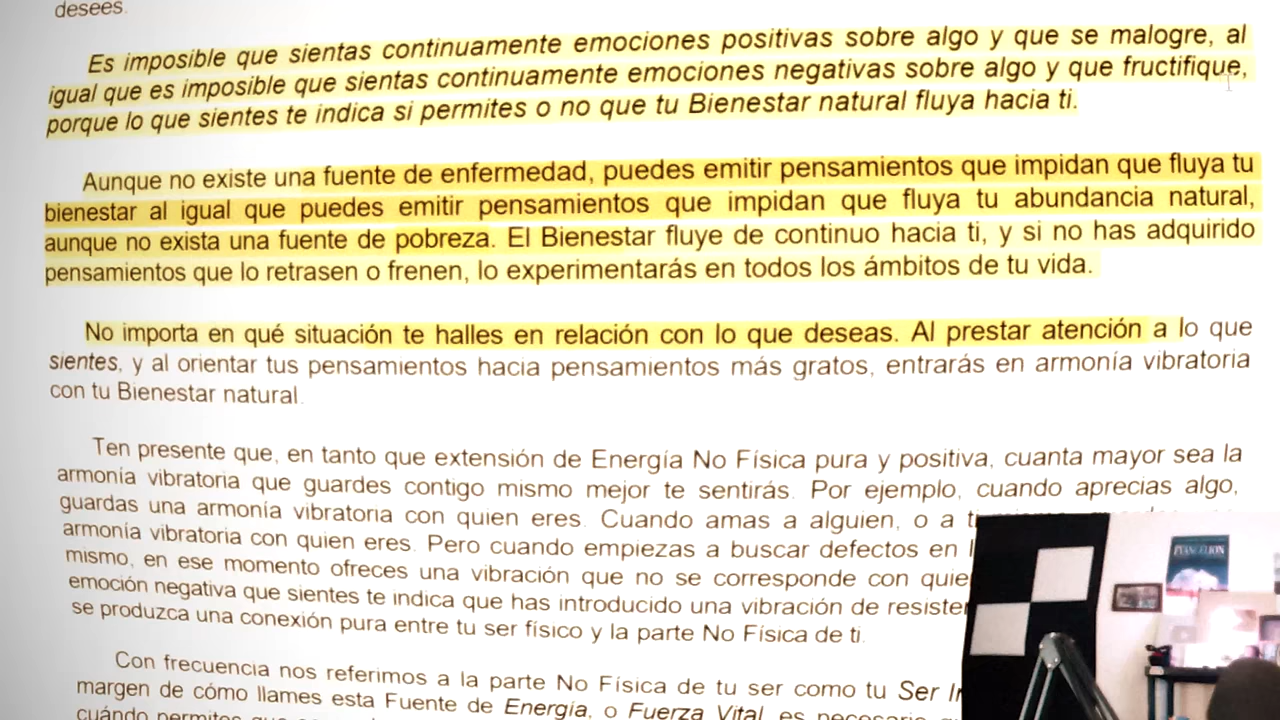 desees.
Es imposible que sientas continuamente emociones positivas sobre algo y que se malogre, al
igual que es imposible que sientas continuamente emociones negativas sobre algo y que fructifique,
porque lo que sientes te indica si permites o no que tu Bienestar natural fluya hacia ti.
Aunque no existe una fuente de enfermedad, puedes emitir pensamientos que impidan que fluya tu
bienestar al igual que puedes emitir pensamientos que impidan que fluya tu abundancia natural,
aunque no exista una fuente de pobreza. El Bienestar fluye de continuo hacia ti, y si no has adquirido
pensamientos que lo retrasen o frenen, lo experimentarás en todos los ámbitos de tu vida.
No importa en qué situación te halles en relación con lo que deseas. Al prestar atención a lo que
sientes, y al orientar tus pensamientos hacia pensamientos más gratos, entrarás en armonía vibratoria
con tu Bienestar natural.
Ten presente que, en tanto que extensión de Energía No Física pura y positiva, cuanta mayor sea la
armonía vibratoria que guardes contigo mismo mejor te sentirás. Por ejemplo, cuando aprecias algo,
guardas una armonía vibratoria con quien eres. Cuando amas a alguien, o a
armonía vibratoria con quien eres. Pero cuando empiezas a buscar defectos en
mismo, en ese momento ofreces una vibración que no se corresponde con
emoción negativa que sientes te indica que has introducido una vibración de
se produzca una conexión pura entre tu ser físico y la parte No Física de ti.
Con frecuencia nos referimos a la parte No Física de tu ser como tu Ser
margen de cómo llames esta Fuente de Energía, o Fuerza Vital, es necesario
cuándo permites que
EVANGELION